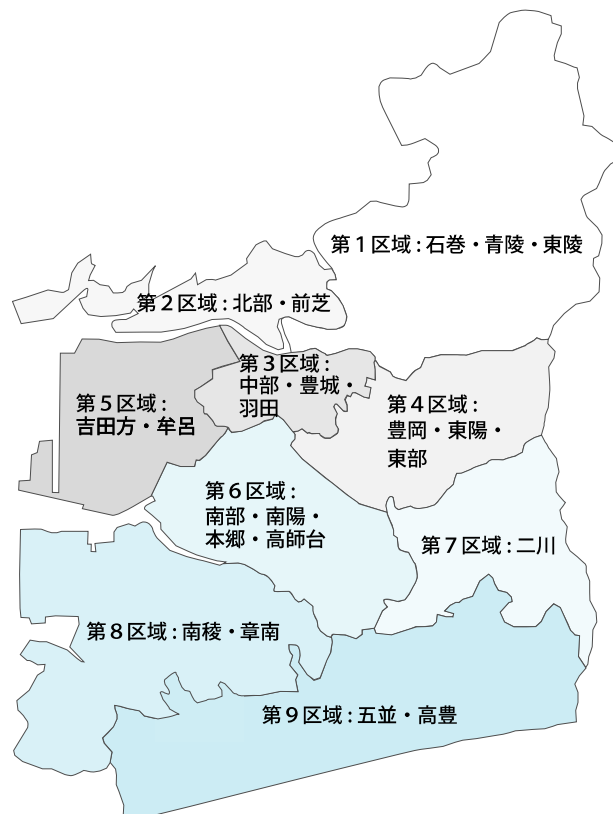 第１区域：石巻・青陵・東陵
第２区域：北部・前芝
第３区域：
中部・豊城・
羽田
第４区域：
豊岡・東陽・
東部
第５区域：
吉田方・牟呂
第６区域：
南部・南陽・
本郷・高師台
第７区域：二川
第８区域：南稜・章南
第９区域：五並・高豊